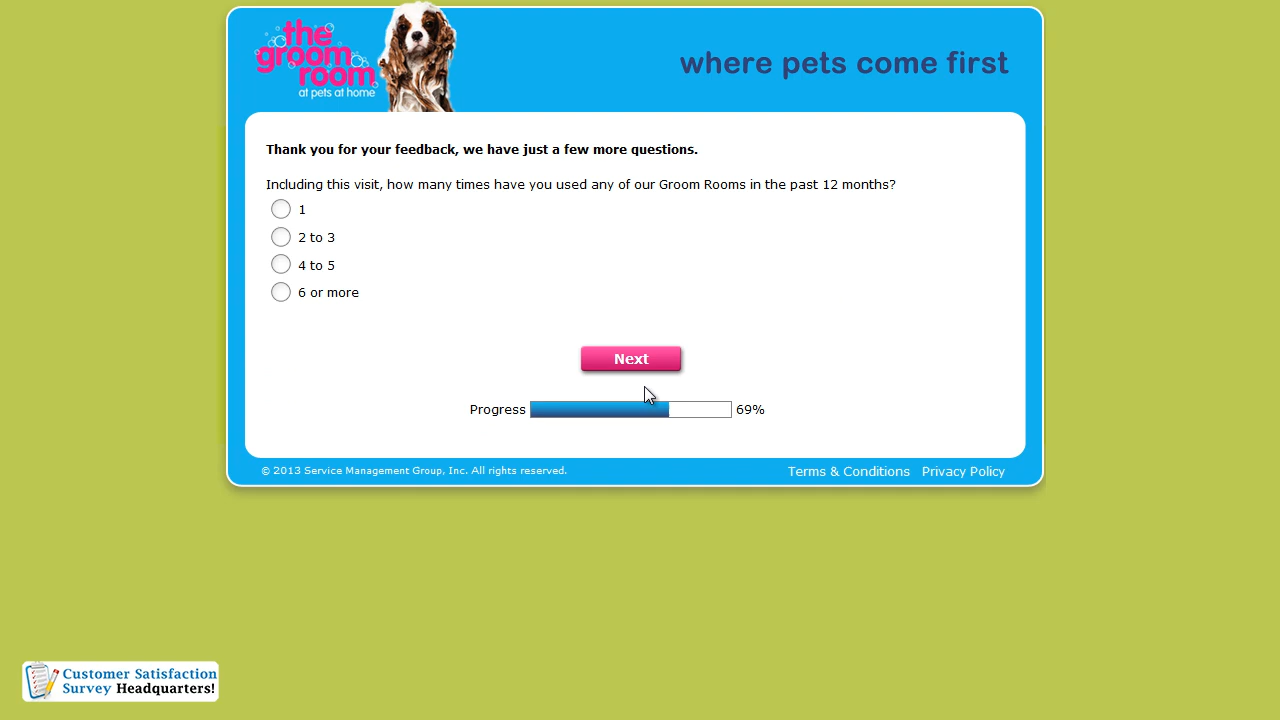 the
groom
room
at pets at home
where pets come first
Thank you for your feedback, we have just a few more questions.
Including this visit, how many times have you used any of our Groom Rooms in the past 12 months?
1
2 to 3
4 to 5
6 or more
Next
Progress 69%
© 2013 Service Management Group, Inc. All rights reserved.
Terms & Conditions Privacy Policy
Customer Satisfaction
Survey Headquarters!